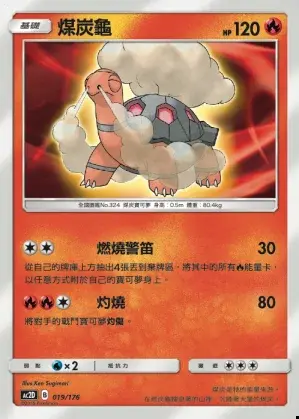 基礎 煤炭龜 HP 120
全國圖鑑No.324 煤炭寶可夢 身高：0.5m 體重：80.4kg
燃燒警笛 30
從自己的牌庫上方抽出4張丟到棄牌區，將其中的所有能量卡，
以任意方式附於自己的寶可夢身上。
灼燒 80
將對手的戰鬥寶可夢灼傷。
弱點 ×2 抵抗力 撤退
Illus.Ken Sugimori
AC2D B 019/176